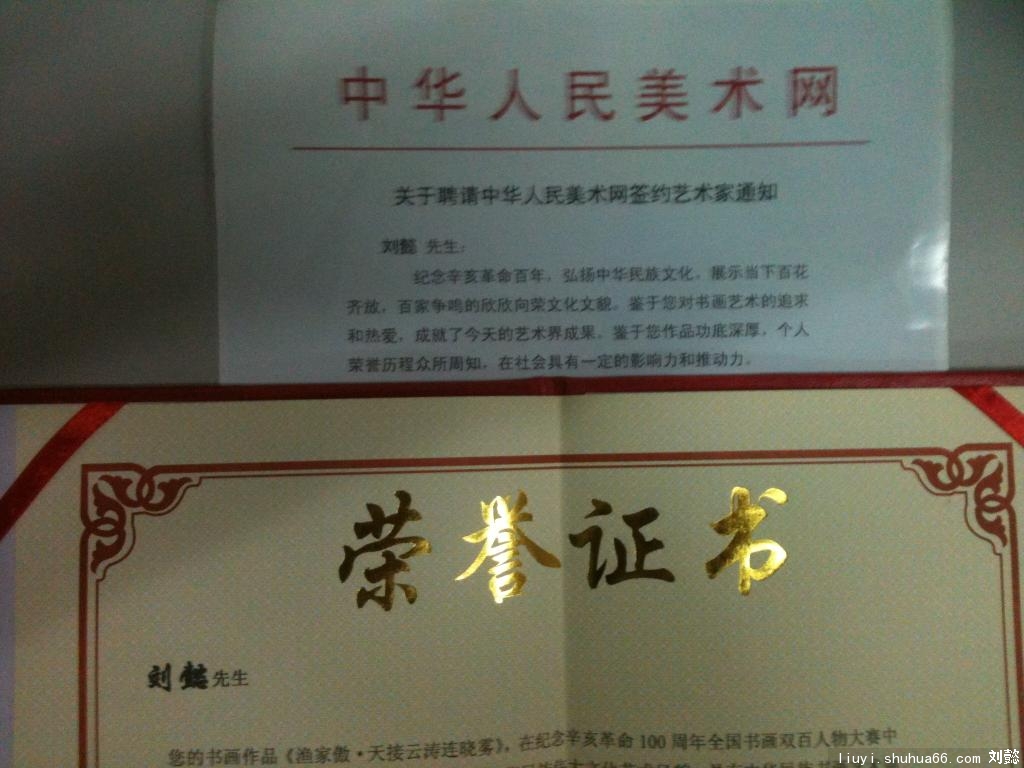 中华人民美术网
关于聘请中华人民美术网签约艺术家通知
刘懿 先生：
纪念辛亥革命百年，弘扬中华民族文化，展示当下百花
齐放，百家争鸣的欣欣向荣文化文貌。鉴于您对书画艺术的追求
和热爱，成就了今天的艺术界成果。鉴于您作品功底深厚，个人
荣誉历程众所周知，在社会具有一定的影响力和推动力。
荣誉证书
刘懿先生
您的书画作品《渔家傲·天接云涛连晓雾》，在纪念辛亥革命100周年全国书画双百人物大赛中
liuyi.shuhua66.com 刘懿